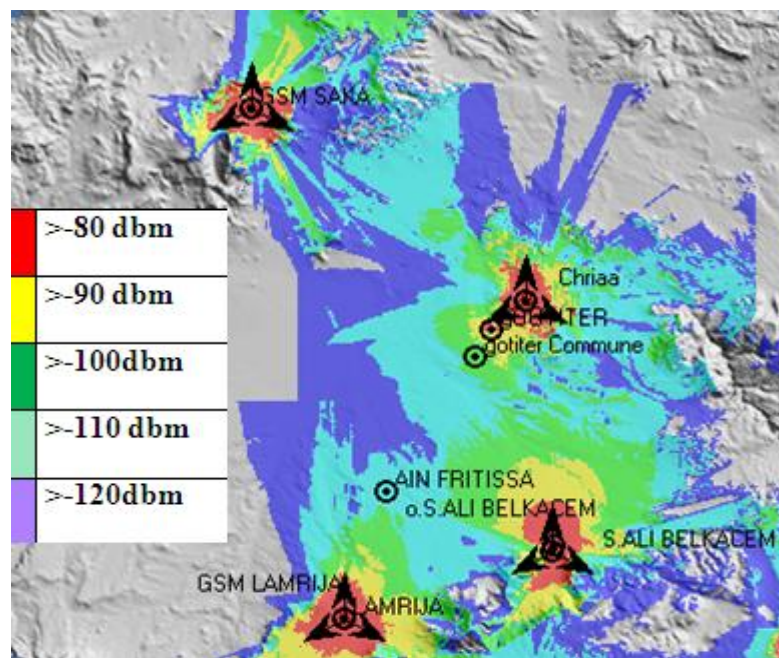 GSM SAKA
>-80 dbm
>-90 dbm
>-100dbm
>-110 dbm
>-120dbm
Chriaa
gotiter Commune
AIN FRITISSA
o.S.ALI BELKACEM
S.ALI BELKACEM
GSM LAMRIJA
LAMRIJA